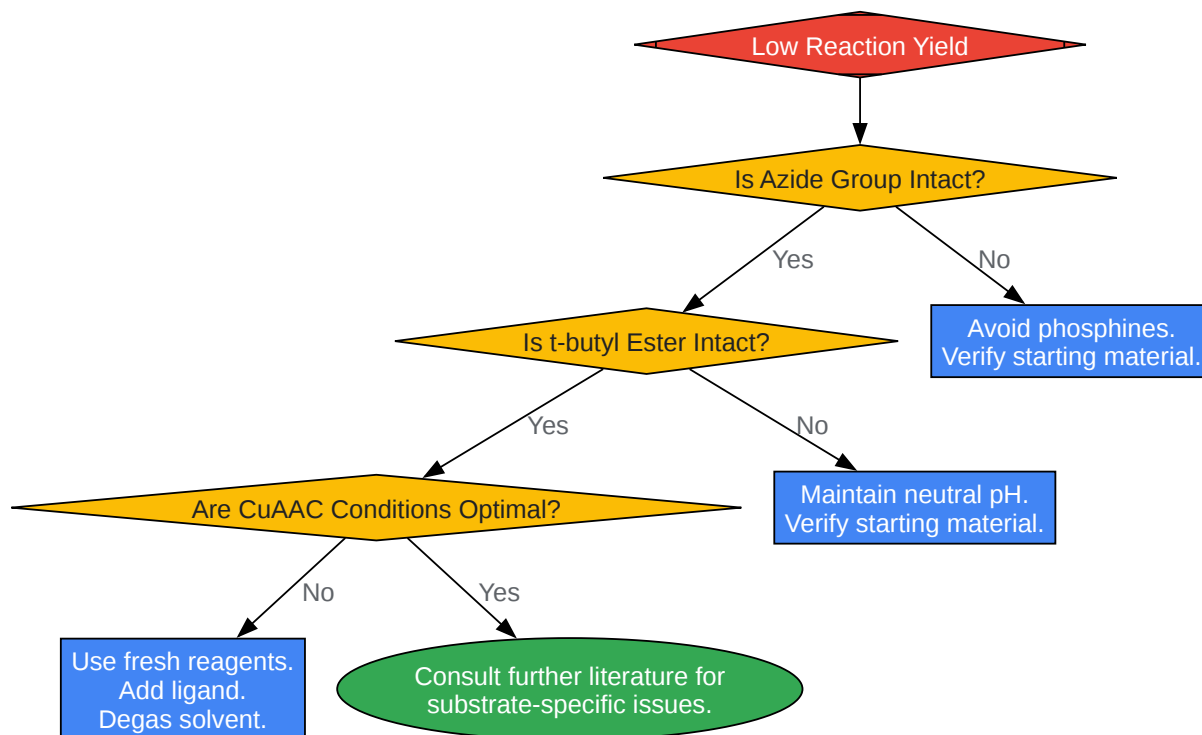 Low Reaction Yield
Is Azide Group Intact?
Yes
No
Is t-butyl Ester Intact?
Avoid phosphines.
Verify starting material.
Yes
No
Are CuAAC Conditions Optimal?
Maintain neutral pH.
Verify starting material.
No
Yes
Use fresh reagents.
Add ligand.
Degas solvent.
Consult further literature for
substrate-specific issues.